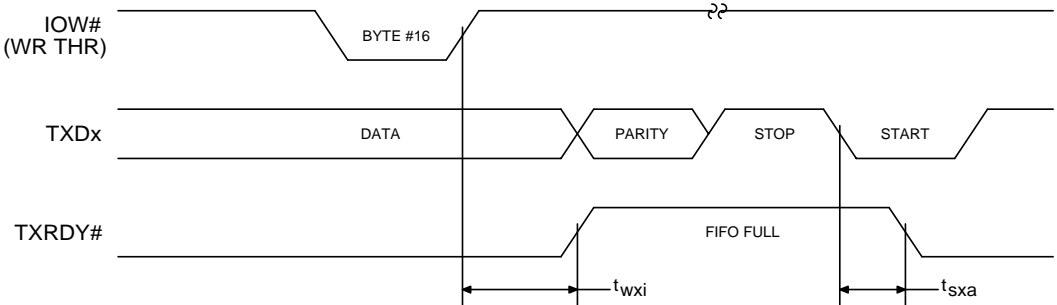 IOW#
(WR THR)
BYTE #16
TXDx
DATA
PARITY
STOP
START
TXRDY#
FIFO FULL
twxi
tsxa